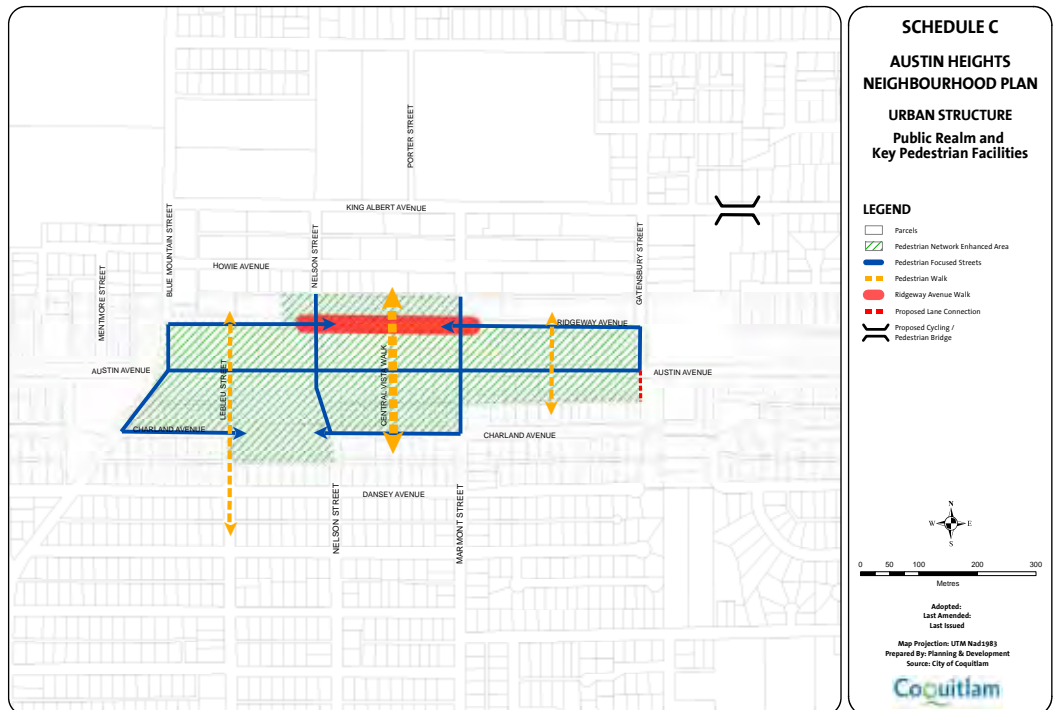 PORTER STREET
KING ALBERT AVENUE
BLUE MOUNTAIN STREET
NELSON STREET
GATENSBURY STREET
HOWIE AVENUE
MENTMORE STREET
RIDGEWAY AVENUE
AUSTIN AVENUE
AUSTIN AVENUE
LEBLEU STREET
CENTRAL VISTA WALK
CHARLAND AVENUE
CHARLAND AVENUE
DANSEY AVENUE
NELSON STREET
MARMONT STREET
SCHEDULE C
AUSTIN HEIGHTS
NEIGHBOURHOOD PLAN
URBAN STRUCTURE
Public Realm and
Key Pedestrian Facilities
LEGEND
Parcels
Pedestrian Network Enhanced Area
Pedestrian Focused Streets
Pedestrian Walk
Ridgeway Avenue Walk
Proposed Lane Connection
Proposed Cycling /
Pedestrian Bridge
N
W E
S
0 50 100 200 300
Metres
Adopted:
Last Amended:
Last Issued
Map Projection: UTM Nad1983
Prepared By: Planning & Development
Source: City of Coquitlam
Coquitlam